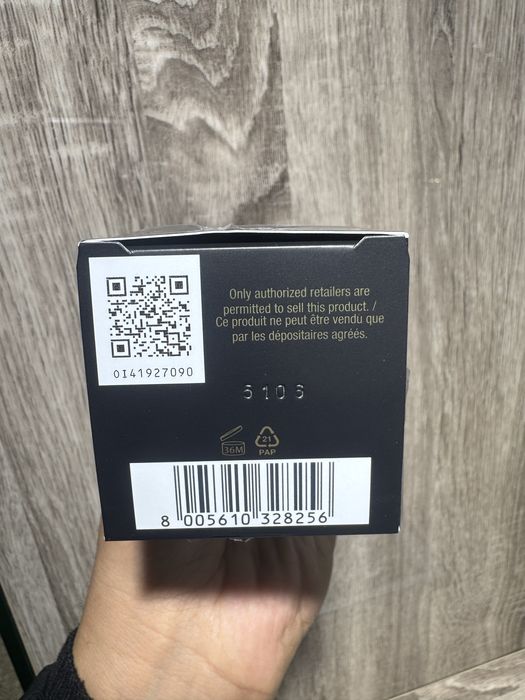 Only authorized retailers are
permitted to sell this product. /
Ce produit ne peut être vendu que
par les dépositaires agréés.
0I41927090
5106
36M
21
PAP
8 005610 328256